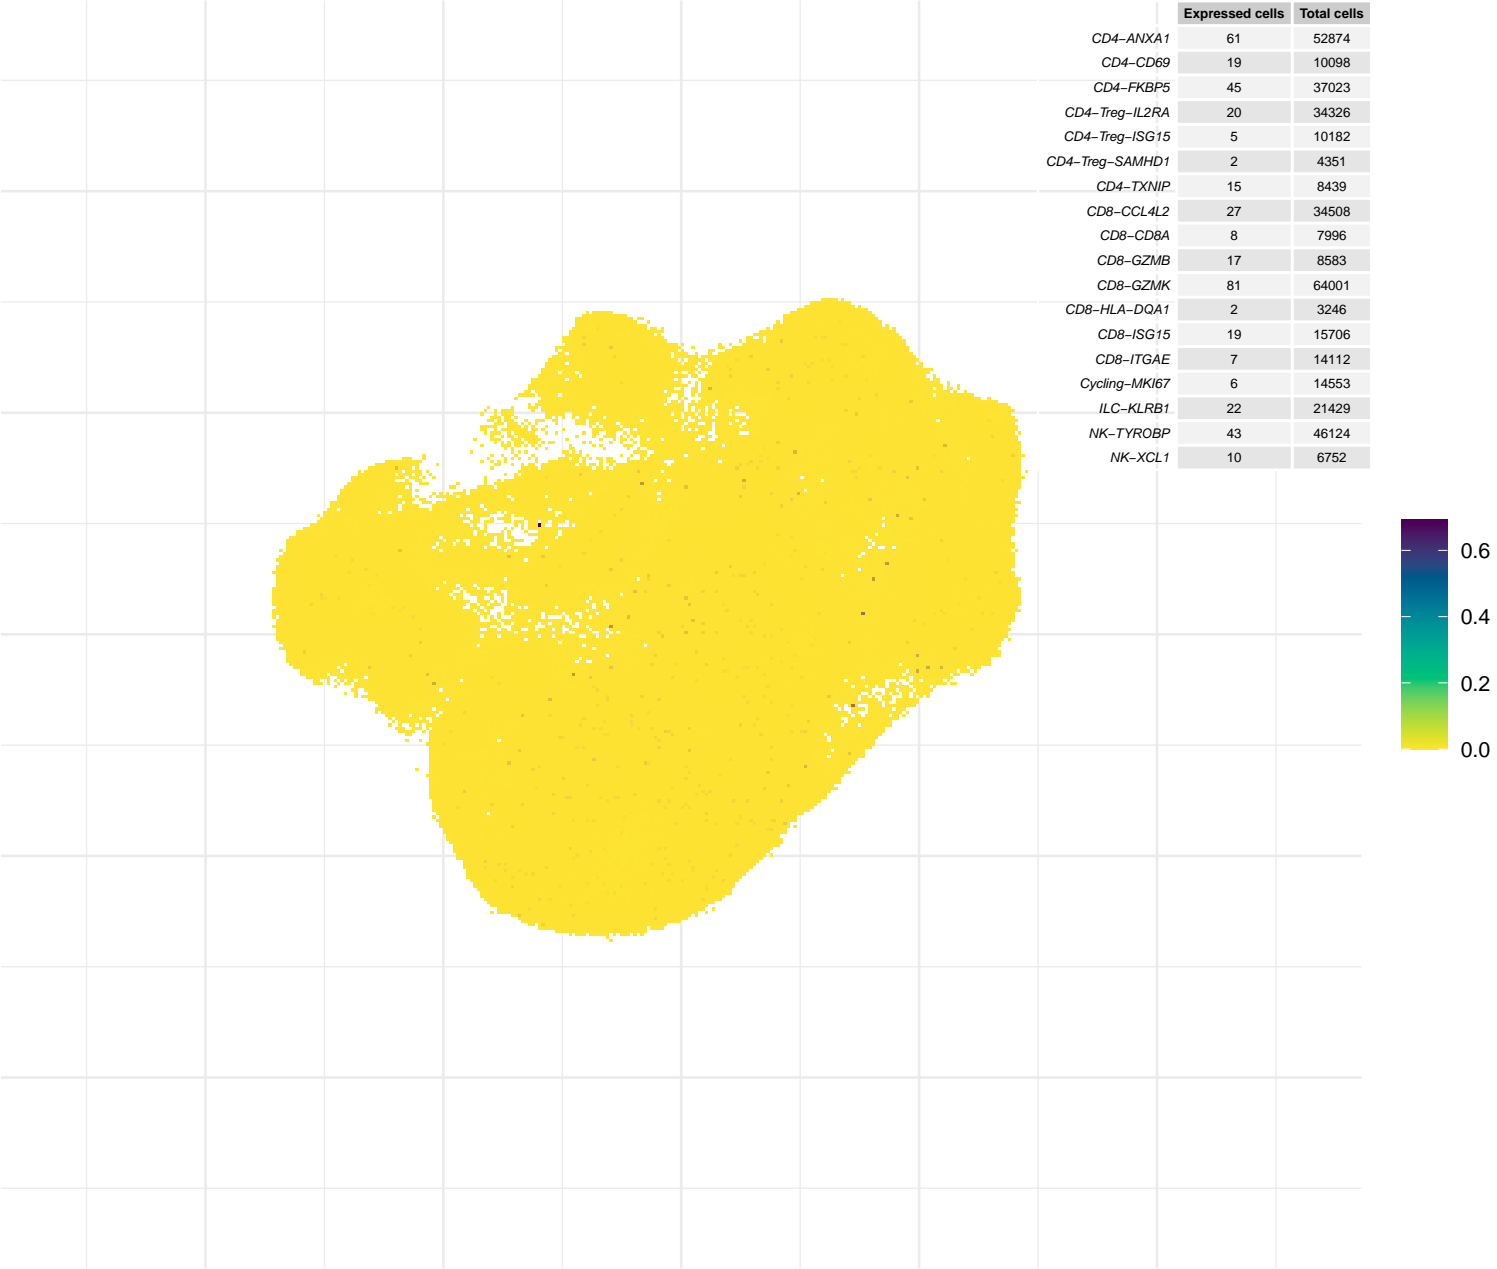 Expressed cells Total cells
CD4−ANXA1 61 52874
CD4−CD69 19 10098
CD4−FKBP5 45 37023
CD4−Treg−IL2RA 20 34326
CD4−Treg−ISG15 5 10182
CD4−Treg−SAMHD1 2 4351
CD4−TXNIP 15 8439
CD8−CCL4L2 27 34508
CD8−CD8A 8 7996
CD8−GZMB 17 8583
CD8−GZMK 81 64001
CD8−HLA−DQA1 2 3246
CD8−ISG15 19 15706
CD8−ITGAE 7 14112
Cycling−MKI67 6 14553
ILC−KLRB1 22 21429
NK−TYROBP 43 46124
NK−XCL1 10 6752
0.6
0.4
0.2
0.0